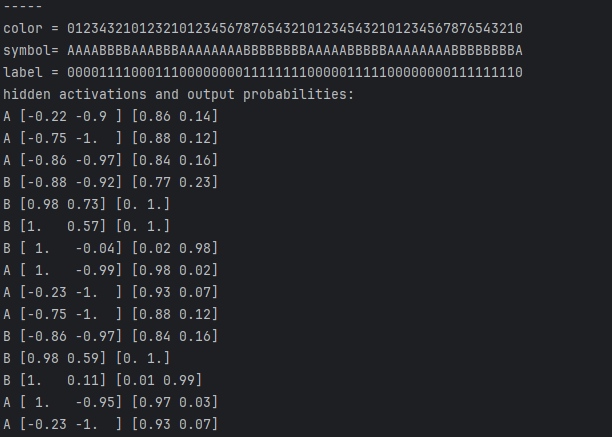 -----
color = 012343210123210123456787654321012345432101234567876543210
symbol= AAAABBBBAAABBBAAAAAAAABBBBBBBBAAAAABBBBBAAAAAAAABBBBBBBBA
label = 000011110001110000000011111111000001111100000000111111110
hidden activations and output probabilities:
A [-0.22 -0.9 ] [0.86 0.14]
A [-0.75 -1.  ] [0.88 0.12]
A [-0.86 -0.97] [0.84 0.16]
B [-0.88 -0.92] [0.77 0.23]
B [0.98 0.73] [0. 1.]
B [1.   0.57] [0. 1.]
B [ 1.   -0.04] [0.02 0.98]
A [ 1.   -0.99] [0.98 0.02]
A [-0.23 -1.  ] [0.93 0.07]
A [-0.75 -1.  ] [0.88 0.12]
B [-0.86 -0.97] [0.84 0.16]
B [0.98 0.59] [0. 1.]
B [1.   0.11] [0.01 0.99]
A [ 1.   -0.95] [0.97 0.03]
A [-0.23 -1.  ] [0.93 0.07]